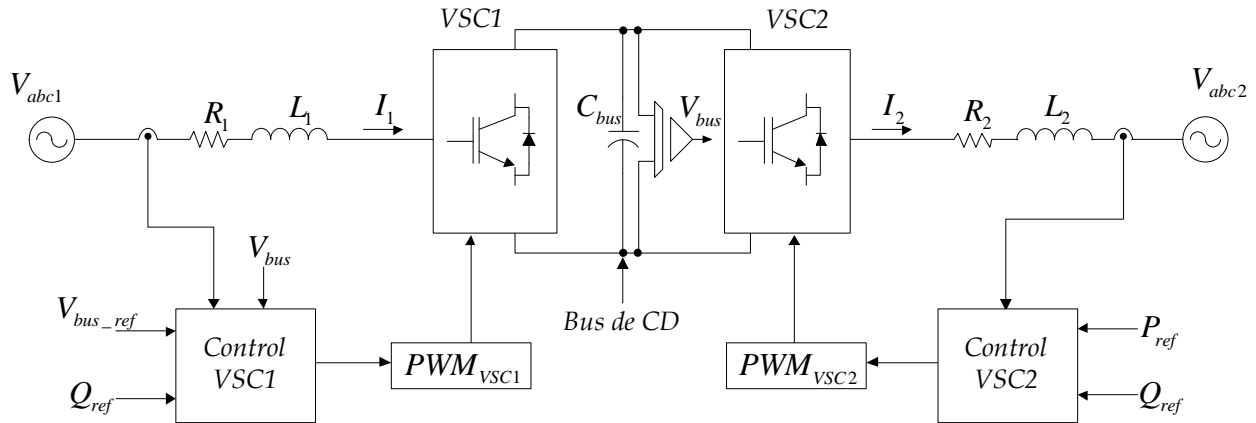 VSC1
VSC2
V_abc1
R_1
L_1
I_1
C_bus
V_bus
I_2
R_2
L_2
V_abc2
V_bus
V_bus_ref
Q_ref
Control
VSC1
PWM_VSC1
Bus de CD
PWM_VSC2
Control
VSC2
P_ref
Q_ref